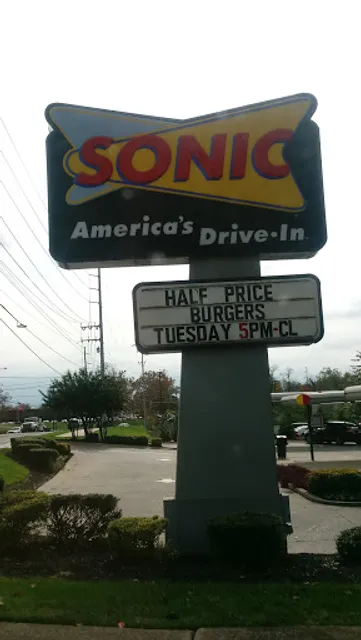 SONIC
America's Drive-In
HALF PRICE
BURGERS
TUESDAY 5PM-CL